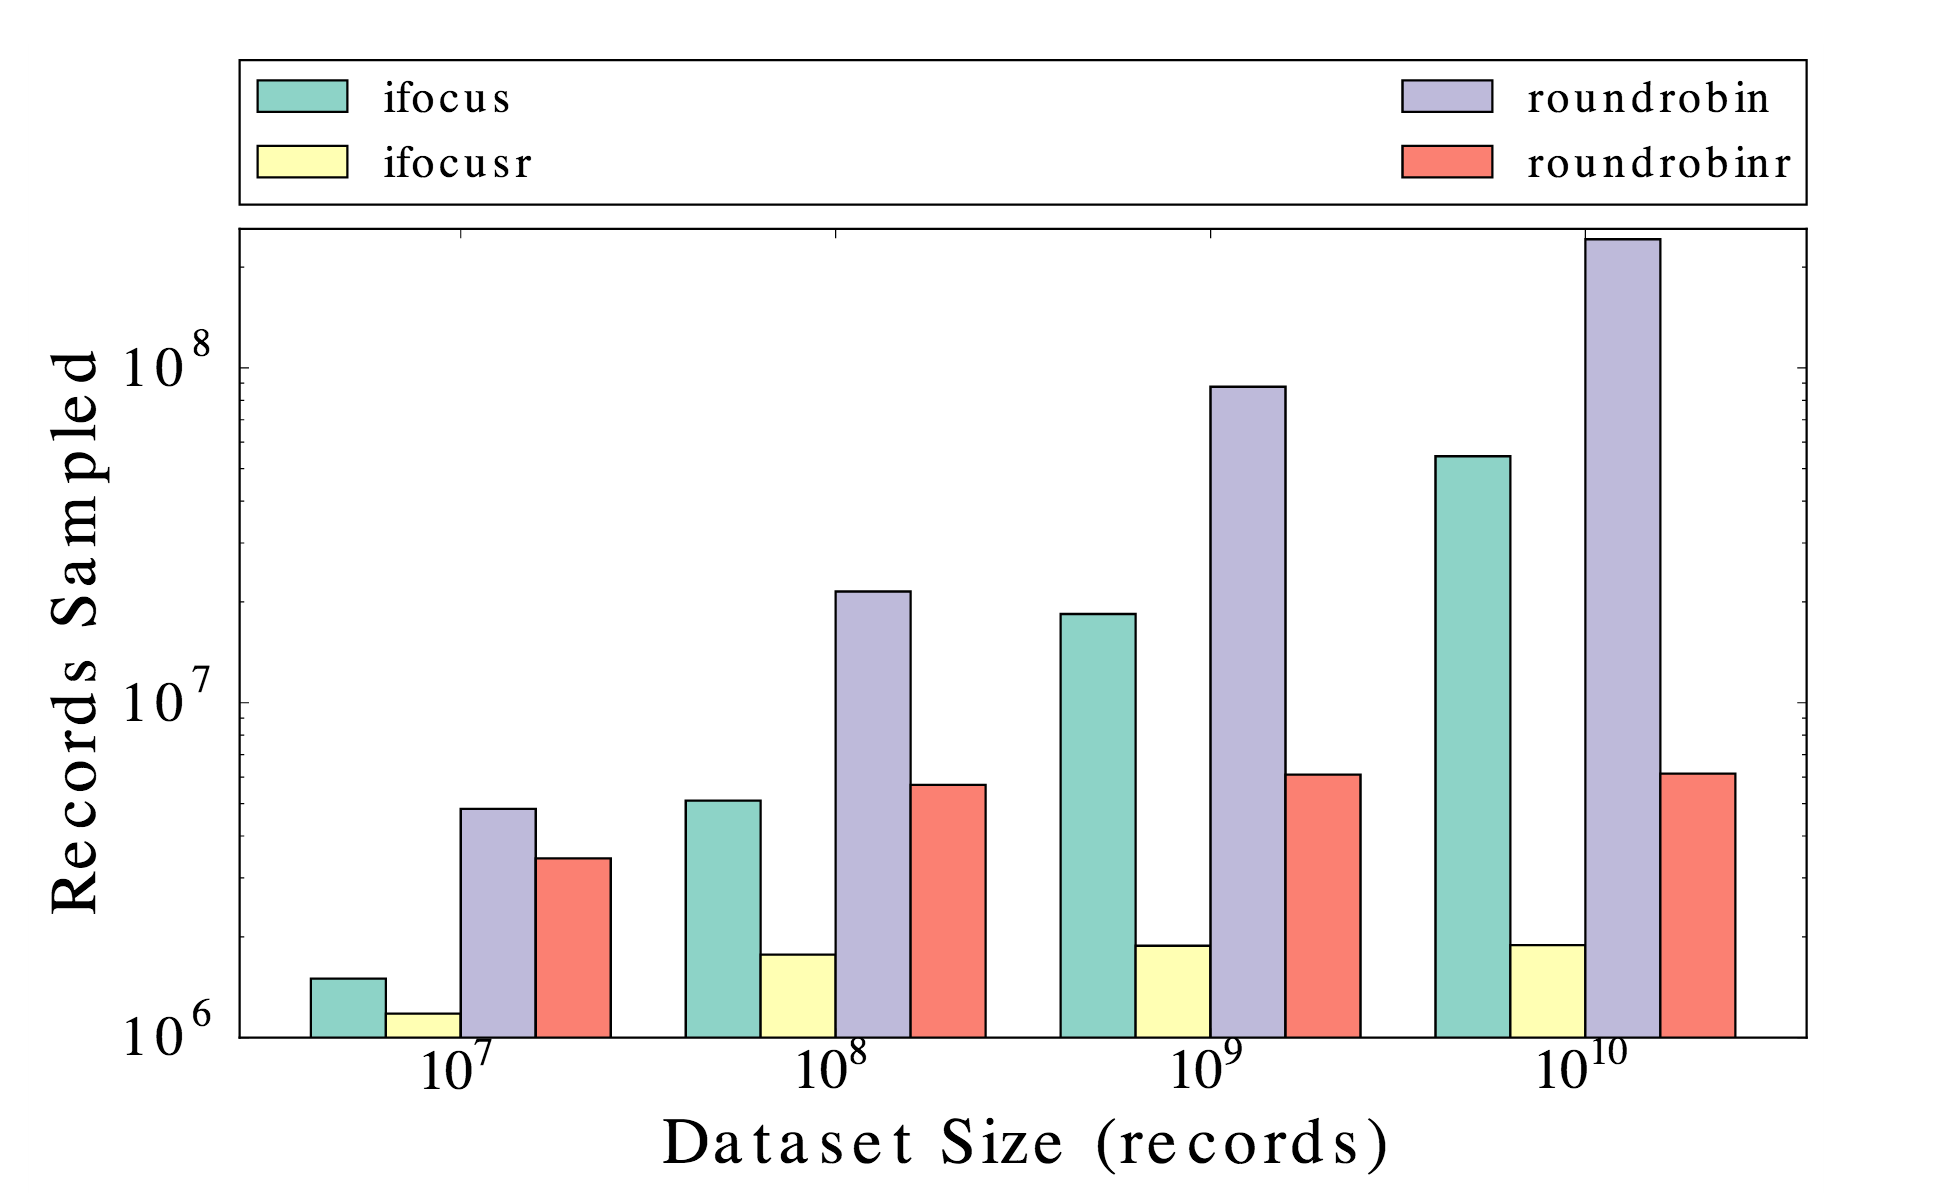 ifocus
ifocusr
roundrobin
roundrobinr
Records Sampled
10^8
10^7
10^6
10^7
10^8
10^9
10^10
Dataset Size (records)